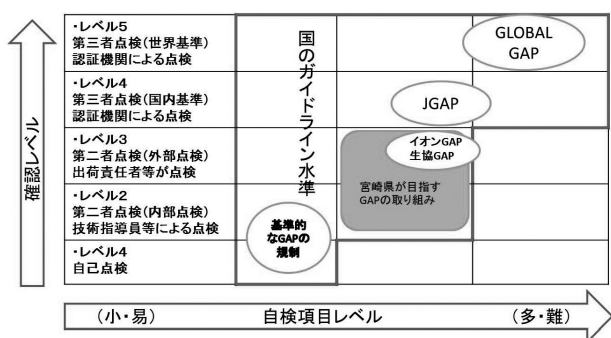 ・レベル5
第三者点検(世界基準)
認証機関による点検
・レベル4
第三者点検(国内基準)
認証機関による点検
・レベル3
第二者点検(外部点検)
出荷責任者等が点検
・レベル2
第二者点検(内部点検)
技術指導員等による点検
・レベル4
自己点検
確認レベル
国のガイドライン水準
GLOBAL
GAP
JGAP
イオンGAP
生協GAP
宮崎県が目指す
GAPの取り組み
基準的
なGAPの
規制
(小・易)
自検項目レベル
(多・難)